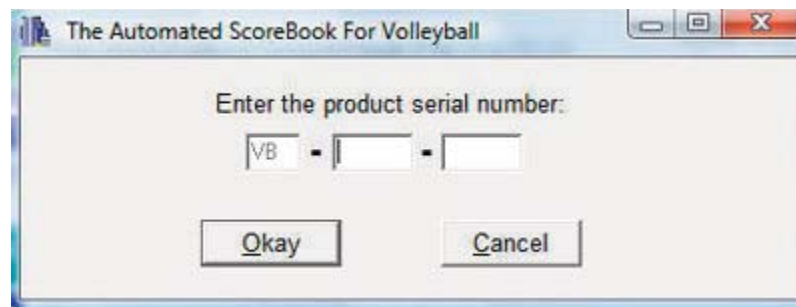 The Automated ScoreBook For Volleyball
Enter the product serial number:
VB - -
Okay Cancel